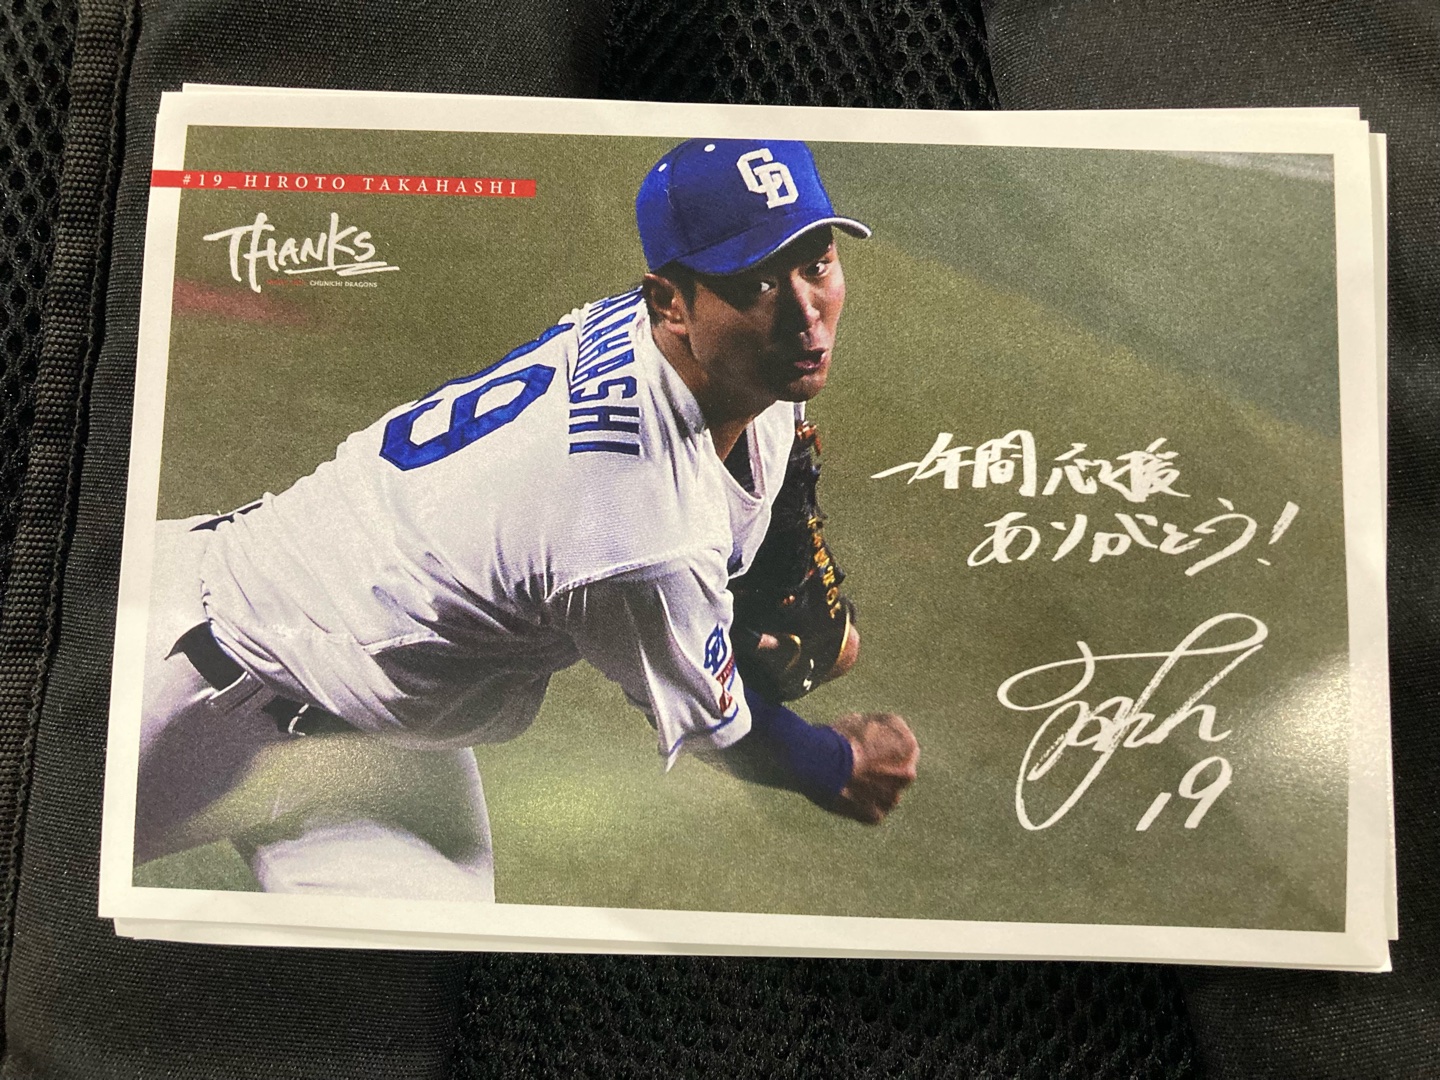 #19_HIROTO TAKAHASHI
THANKS
CHUNICHI DRAGONS
CD
TAKAHASHI
19
一年間応援
ありがとう!
19